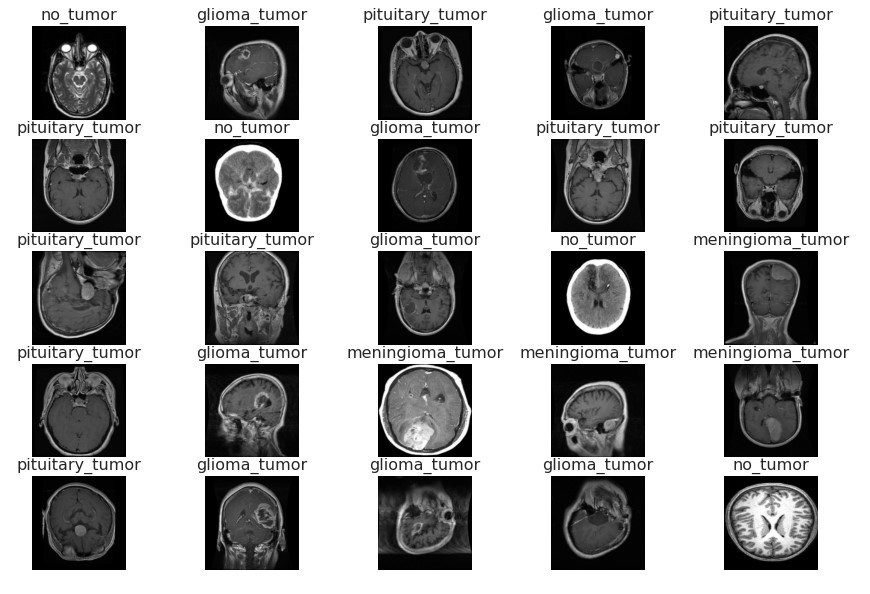 no_tumor glioma_tumor pituitary_tumor glioma_tumor pituitary_tumor
pituitary_tumor no_tumor glioma_tumor pituitary_tumor pituitary_tumor
pituitary_tumor pituitary_tumor glioma_tumor no_tumor meningioma_tumor
pituitary_tumor glioma_tumor meningioma_tumor meningioma_tumor meningioma_tumor
pituitary_tumor glioma_tumor glioma_tumor glioma_tumor no_tumor